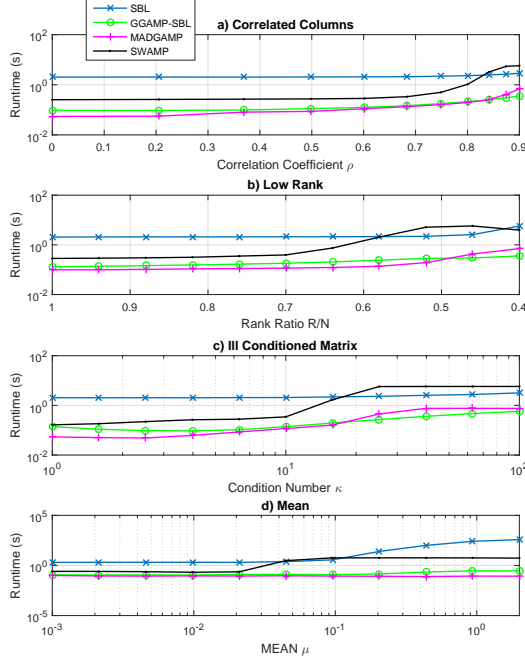 SBL
GGAMP-SBL
MADGAMP
SWAMP
a) Correlated Columns
10^2
10^0
10^-2
Runtime (s)
0 0.1 0.2 0.3 0.4 0.5 0.6 0.7 0.8 0.9
Correlation Coefficient ρ
b) Low Rank
10^2
10^0
10^-2
Runtime (s)
1 0.9 0.8 0.7 0.6 0.5 0.4
Rank Ratio R/N
c) Ill Conditioned Matrix
10^2
10^0
10^-2
Runtime (s)
10^0 10^1 10^2
Condition Number κ
d) Mean
10^5
10^0
10^-5
Runtime (s)
10^-3 10^-2 10^-1 10^0
MEAN μ